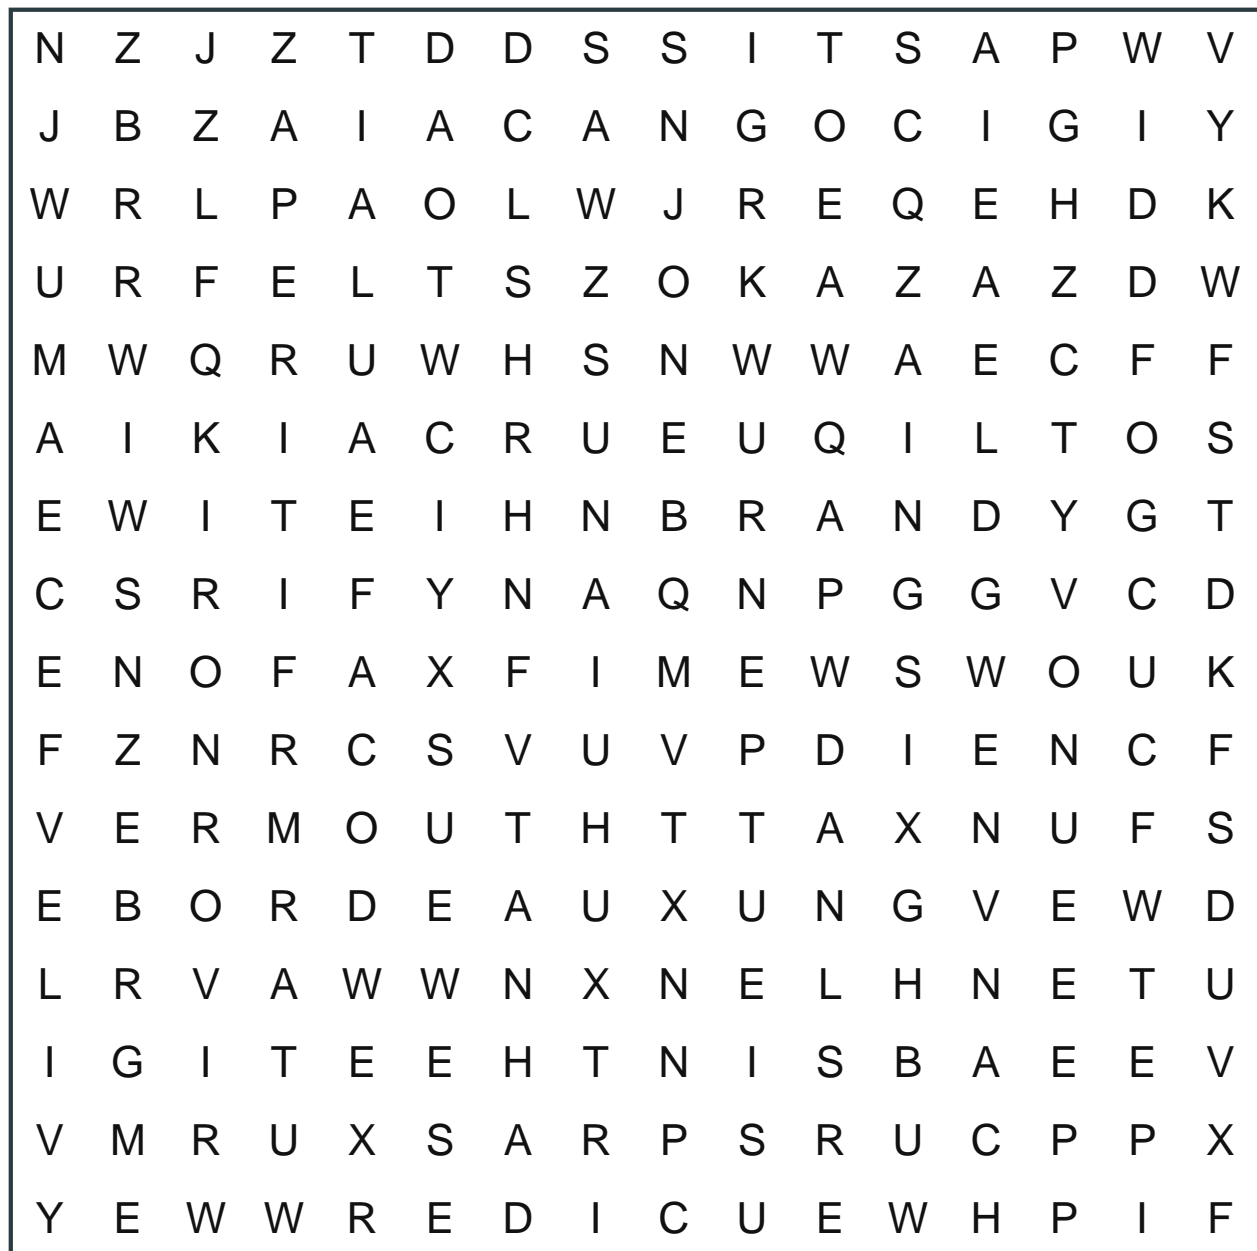 N Z J Z T D D S S I T S A P W V
J B Z A I A C A N G O C I G I Y
W R L P A O L W J R E Q E H D K
U R F E L T S Z O K A Z A Z D W
M W Q R U W H S N W W A E C F F
A I K I A C R U E U Q I L T O S
E W I T E I H N B R A N D Y G T
C S R I F Y N A Q N P G G V C D
E N O F A X F I M E W S W O U K
F Z N R C S V U V P D I E N C F
V E R M O U T H T T A X N U F S
E B O R D E A U X U N G V E W D
L R V A W W N X N E L H N E T U
I G I T E E H T N I S B A E E V
V M R U X S A R P S R U C P P X
Y E W W R E D I C U E W H P I F